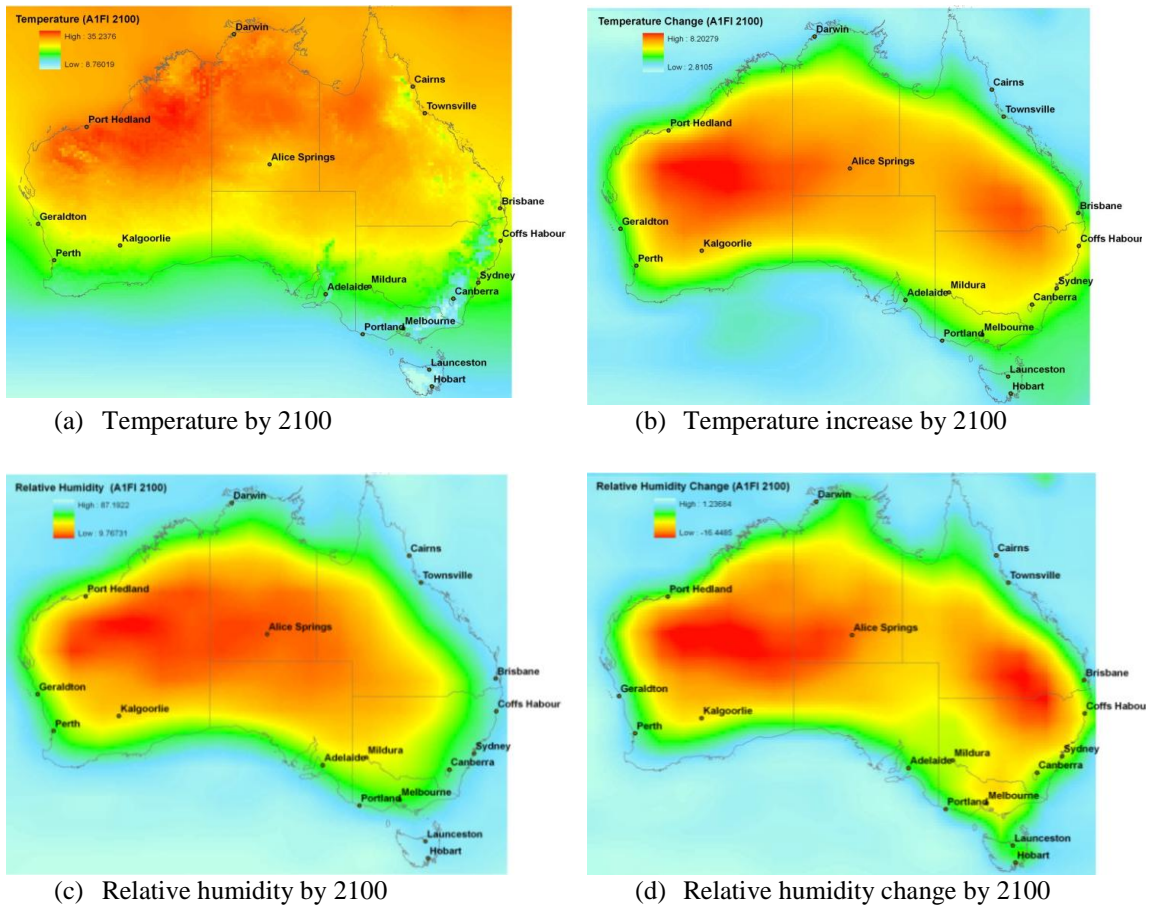 Temperature (A1FI 2100)
High : 35.2376
Low : 8.76019
Darwin
Cairns
Townsville
Port Hedland
Alice Springs
Brisbane
Geraldton
Coffs Habour
Kalgoorlie
Perth
Sydney
Mildura
Adelaide
Canberra
Melbourne
Portland
Launceston
Hobart
(a) Temperature by 2100
Temperature Change (A1FI 2100)
High : 8.20279
Low : 2.8105
Darwin
Cairns
Townsville
Port Hedland
Alice Springs
Brisbane
Geraldton
Coffs Habour
Kalgoorlie
Perth
Sydney
Mildura
Adelaide
Canberra
Melbourne
Portland
Launceston
Hobart
(b) Temperature increase by 2100
Relative Humidity (A1FI 2100)
High : 87.1922
Low : 9.76731
Darwin
Cairns
Townsville
Port Hedland
Alice Springs
Brisbane
Geraldton
Coffs Habour
Kalgoorlie
Perth
Sydney
Mildura
Adelaide
Canberra
Melbourne
Portland
Launceston
Hobart
(c) Relative humidity by 2100
Relative Humidity Change (A1FI 2100)
High : 1.23684
Low : -16.4485
Darwin
Cairns
Townsville
Port Hedland
Alice Springs
Brisbane
Geraldton
Coffs Habou
Kalgoorlie
Perth
Sydney
Mildura
Adelaide
Canberra
Melbourne
Portland
Launceston
Hobart
(d) Relative humidity change by 2100